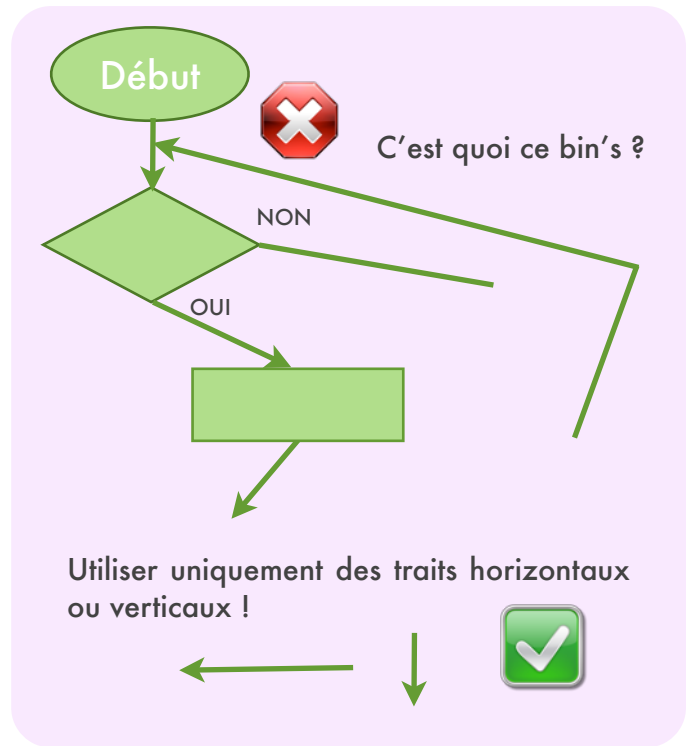 Début
C'est quoi ce bin's ?
NON
OUI
Utiliser uniquement des traits horizontaux
ou verticaux !